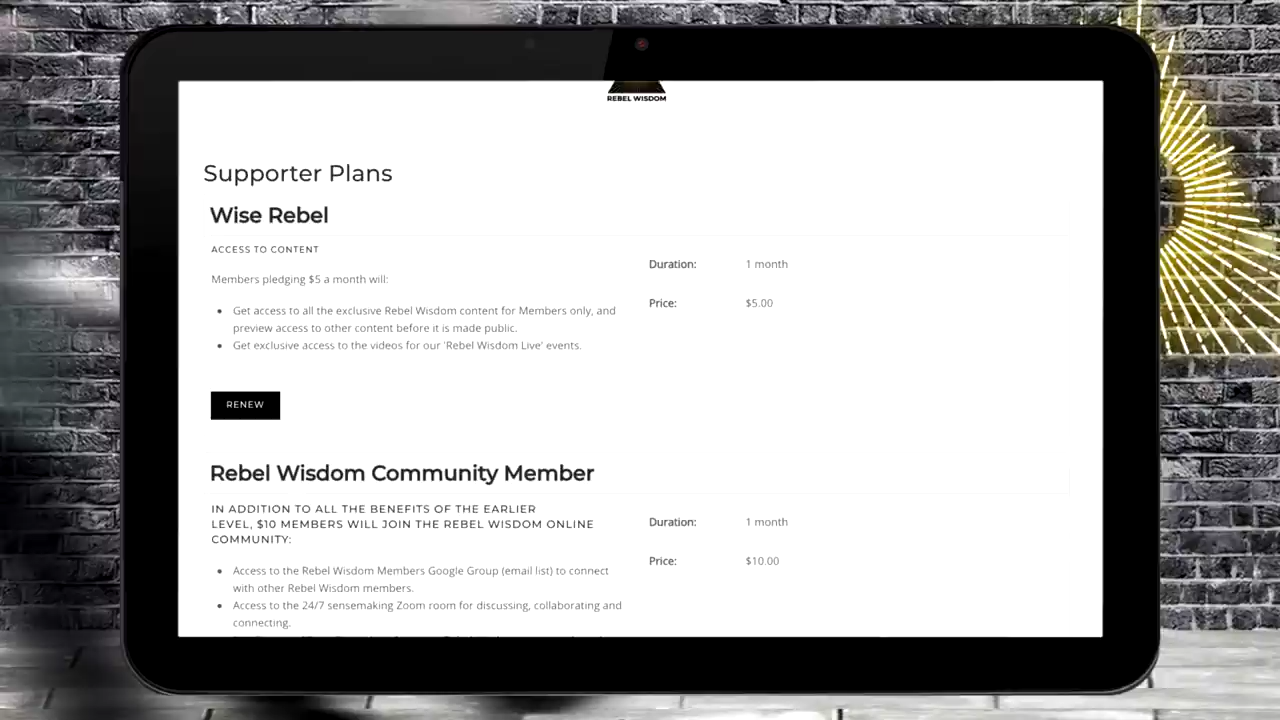 REBEL WISDOM
Supporter Plans
Wise Rebel
ACCESS TO CONTENT
Members pledging $5 a month will:
• Get access to all the exclusive Rebel Wisdom content for Members only, and
preview access to other content before it is made public.
• Get exclusive access to the videos for our 'Rebel Wisdom Live' events.
Duration: 1 month
Price: $5.00
RENEW
Rebel Wisdom Community Member
IN ADDITION TO ALL THE BENEFITS OF THE EARLIER
LEVEL, $10 MEMBERS WILL JOIN THE REBEL WISDOM ONLINE
COMMUNITY:
• Access to the Rebel Wisdom Members Google Group (email list) to connect
with other Rebel Wisdom members.
• Access to the 24/7 sensemaking Zoom room for discussing, collaborating and
connecting.
Duration: 1 month
Price: $10.00